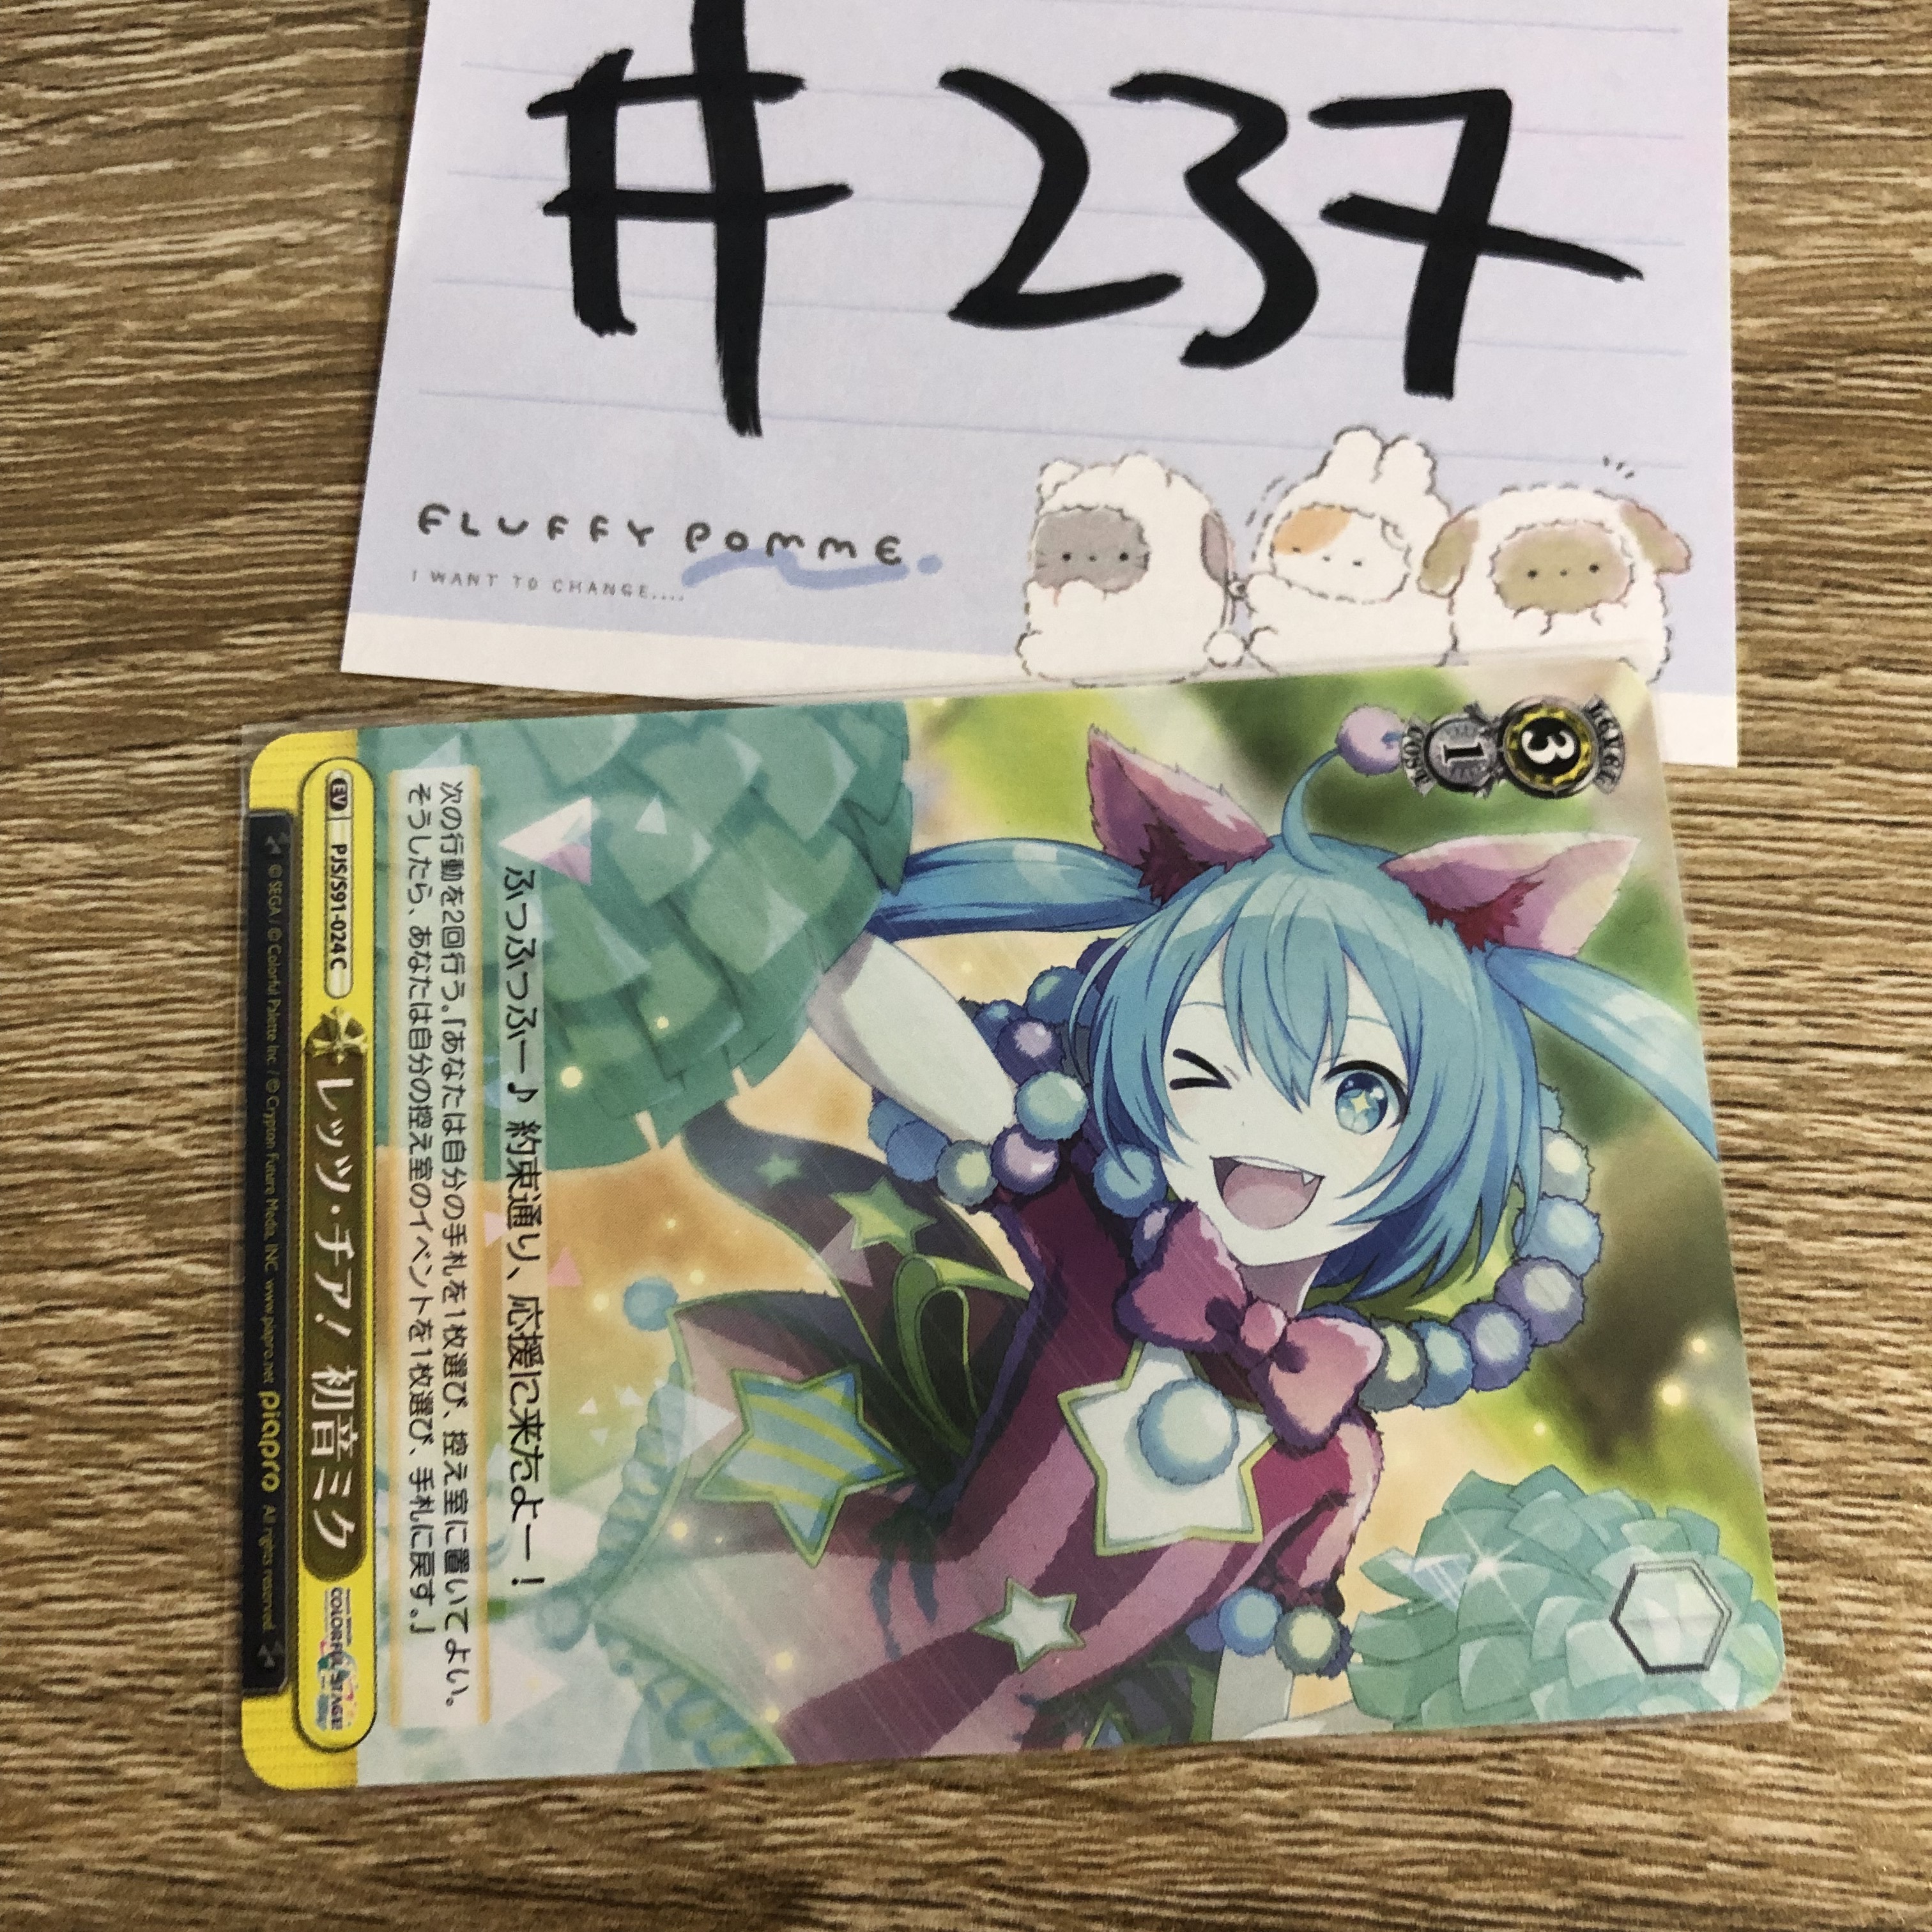 #237
FLUFFY POMME.
I WANT TO CHANGE....
LEVEL
3
COST
1
ふっふっふー♪ 約束通り、応援に来たよー！
次の行動を2回行う。「あなたは自分の手札を1枚選び、控え室に置いてよい。
そうしたら、あなたは自分の控え室のイベントを1枚選び、手札に戻す。」
EV
PJS/S91-024 C
レッツ・チア！ 初音ミク
COLORFUL STAGE
© SEGA / © Colorful Palette Inc. / © Crypton Future Media, INC. www.piapro.net piapro All rights reserved.